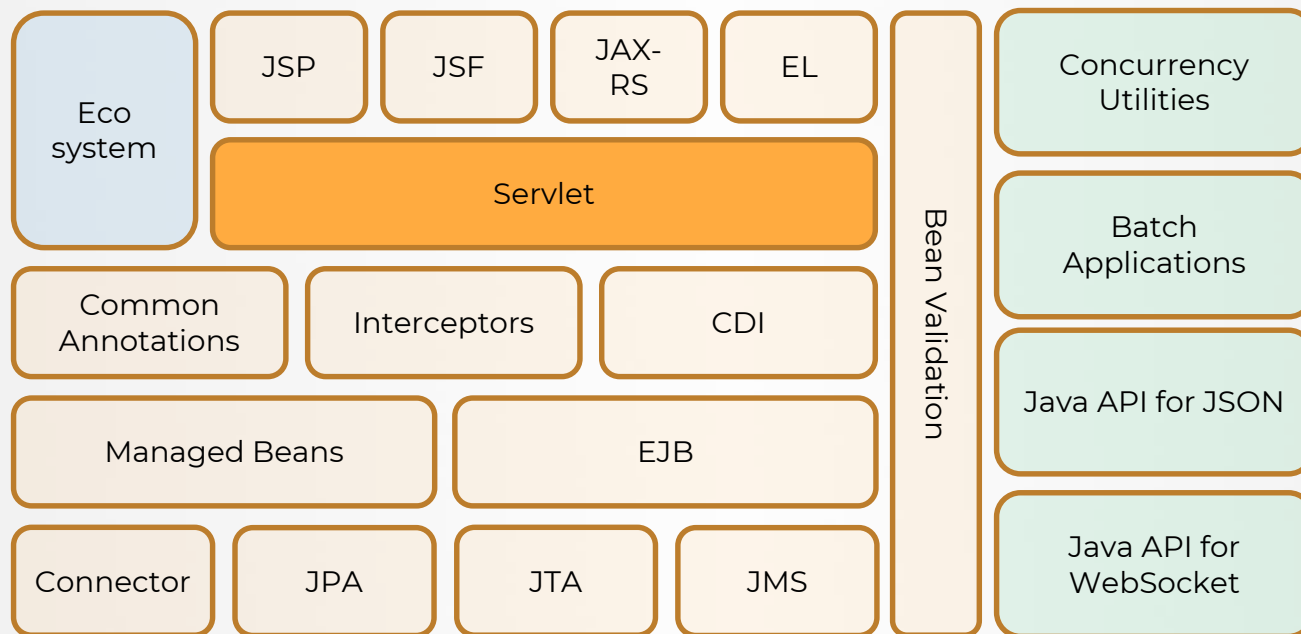 Eco
system
JSP
JSF
JAX-
RS
EL
Servlet
Common
Annotations
Interceptors
CDI
Managed Beans
EJB
Connector
JPA
JTA
JMS
Bean Validation
Concurrency
Utilities
Batch
Applications
Java API for JSON
Java API for
WebSocket